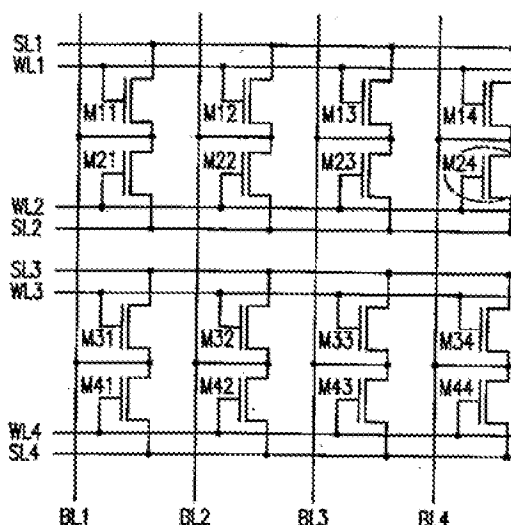 SL1
WL1
M11 M12 M13 M14
M21 M22 M23 M24
WL2
SL2
SL3
WL3
M31 M32 M33 M34
M41 M42 M43 M44
WL4
SL4
BL1 BL2 BL3 BL4